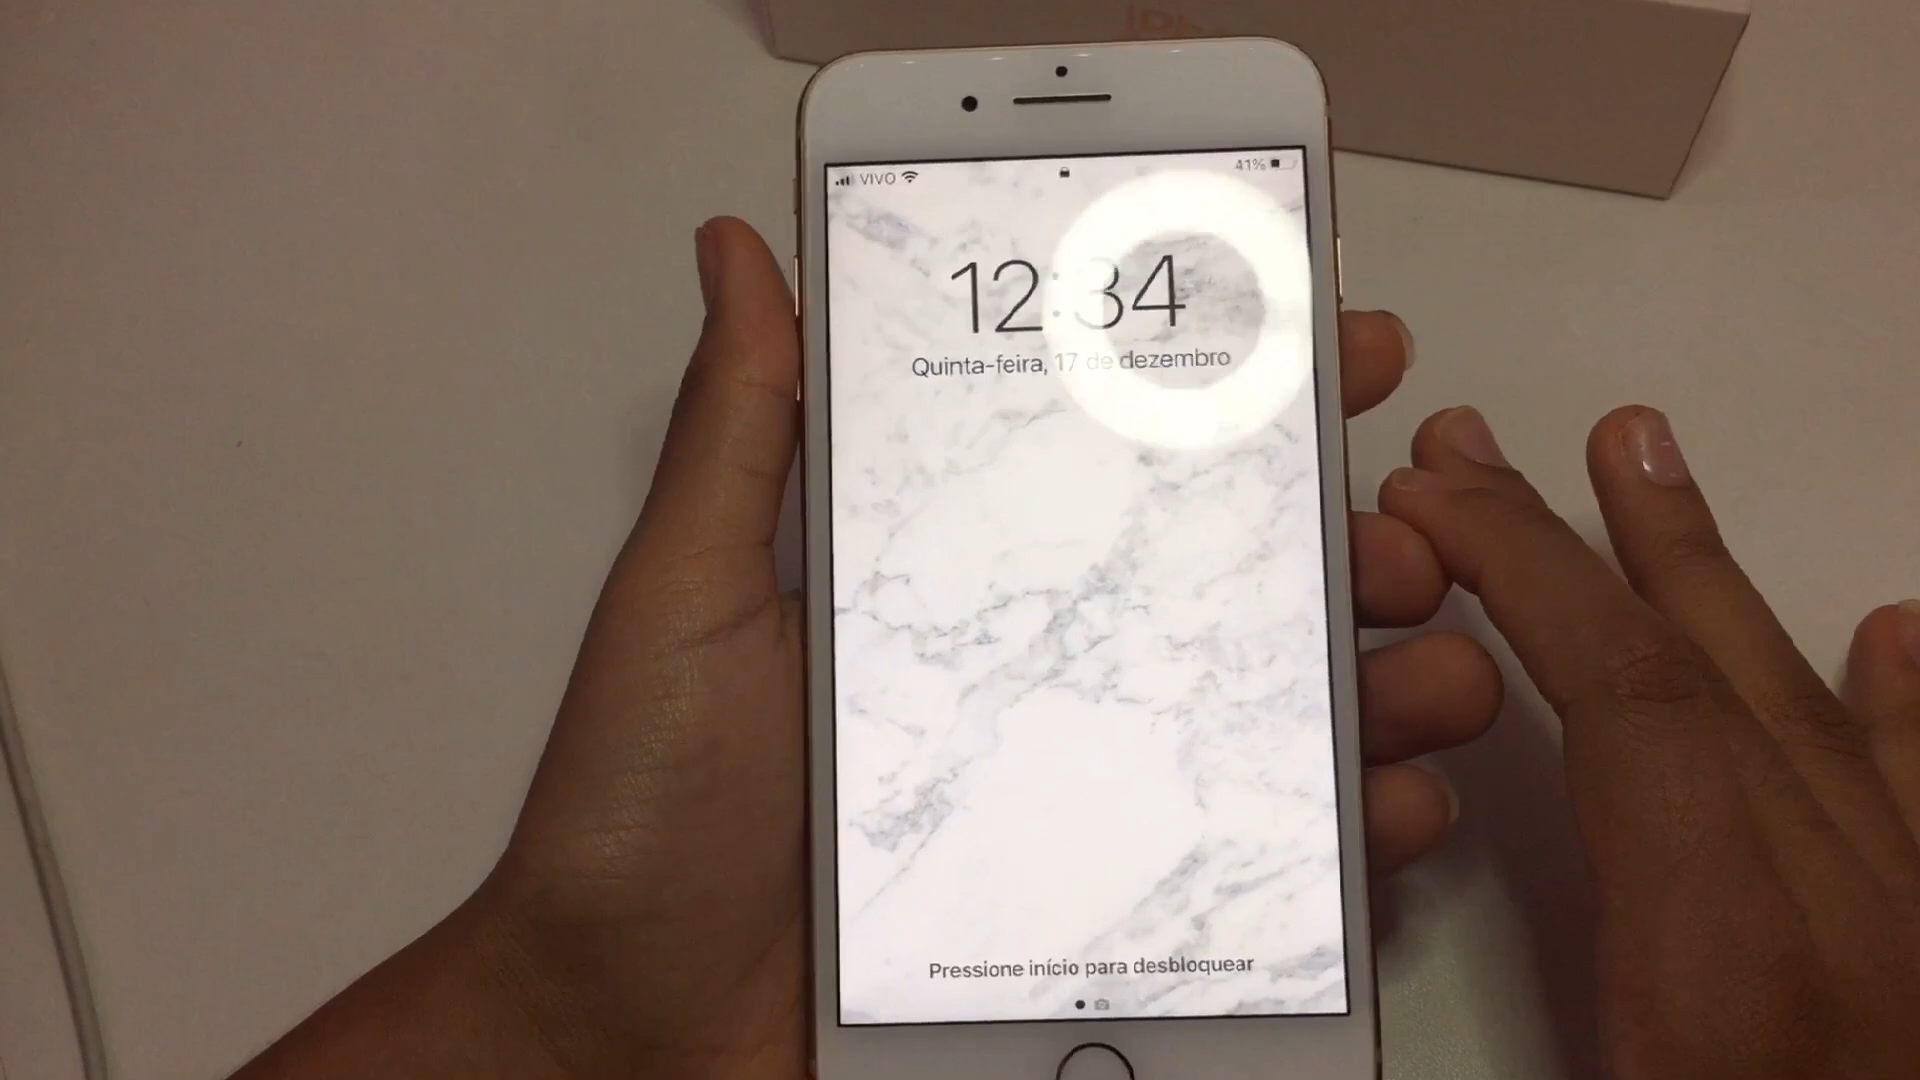 VIVO
41%
12:34
Quinta-feira, 17 de dezembro
Pressione início para desbloquear